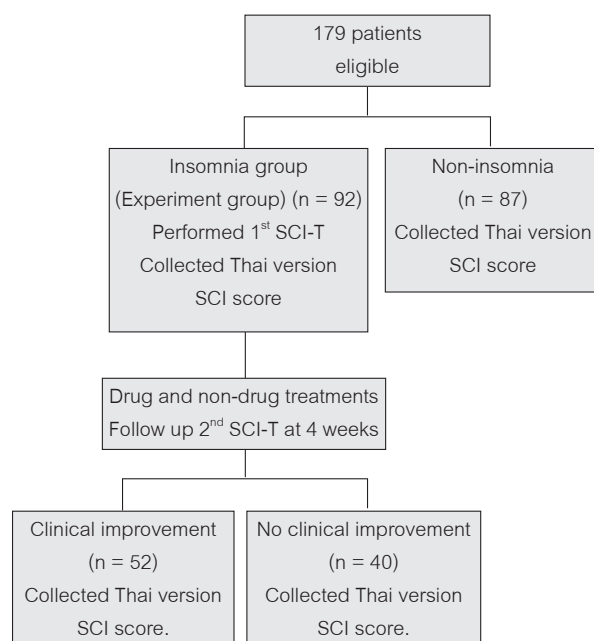 179 patients
eligible
Insomnia group
(Experiment group) (n = 92)
Performed 1st SCI-T
Collected Thai version
SCI score
Non-insomnia
(n = 87)
Collected Thai version
SCI score
Drug and non-drug treatments
Follow up 2nd SCI-T at 4 weeks
Clinical improvement
(n = 52)
Collected Thai version
SCI score.
No clinical improvement
(n = 40)
Collected Thai version
SCI score.